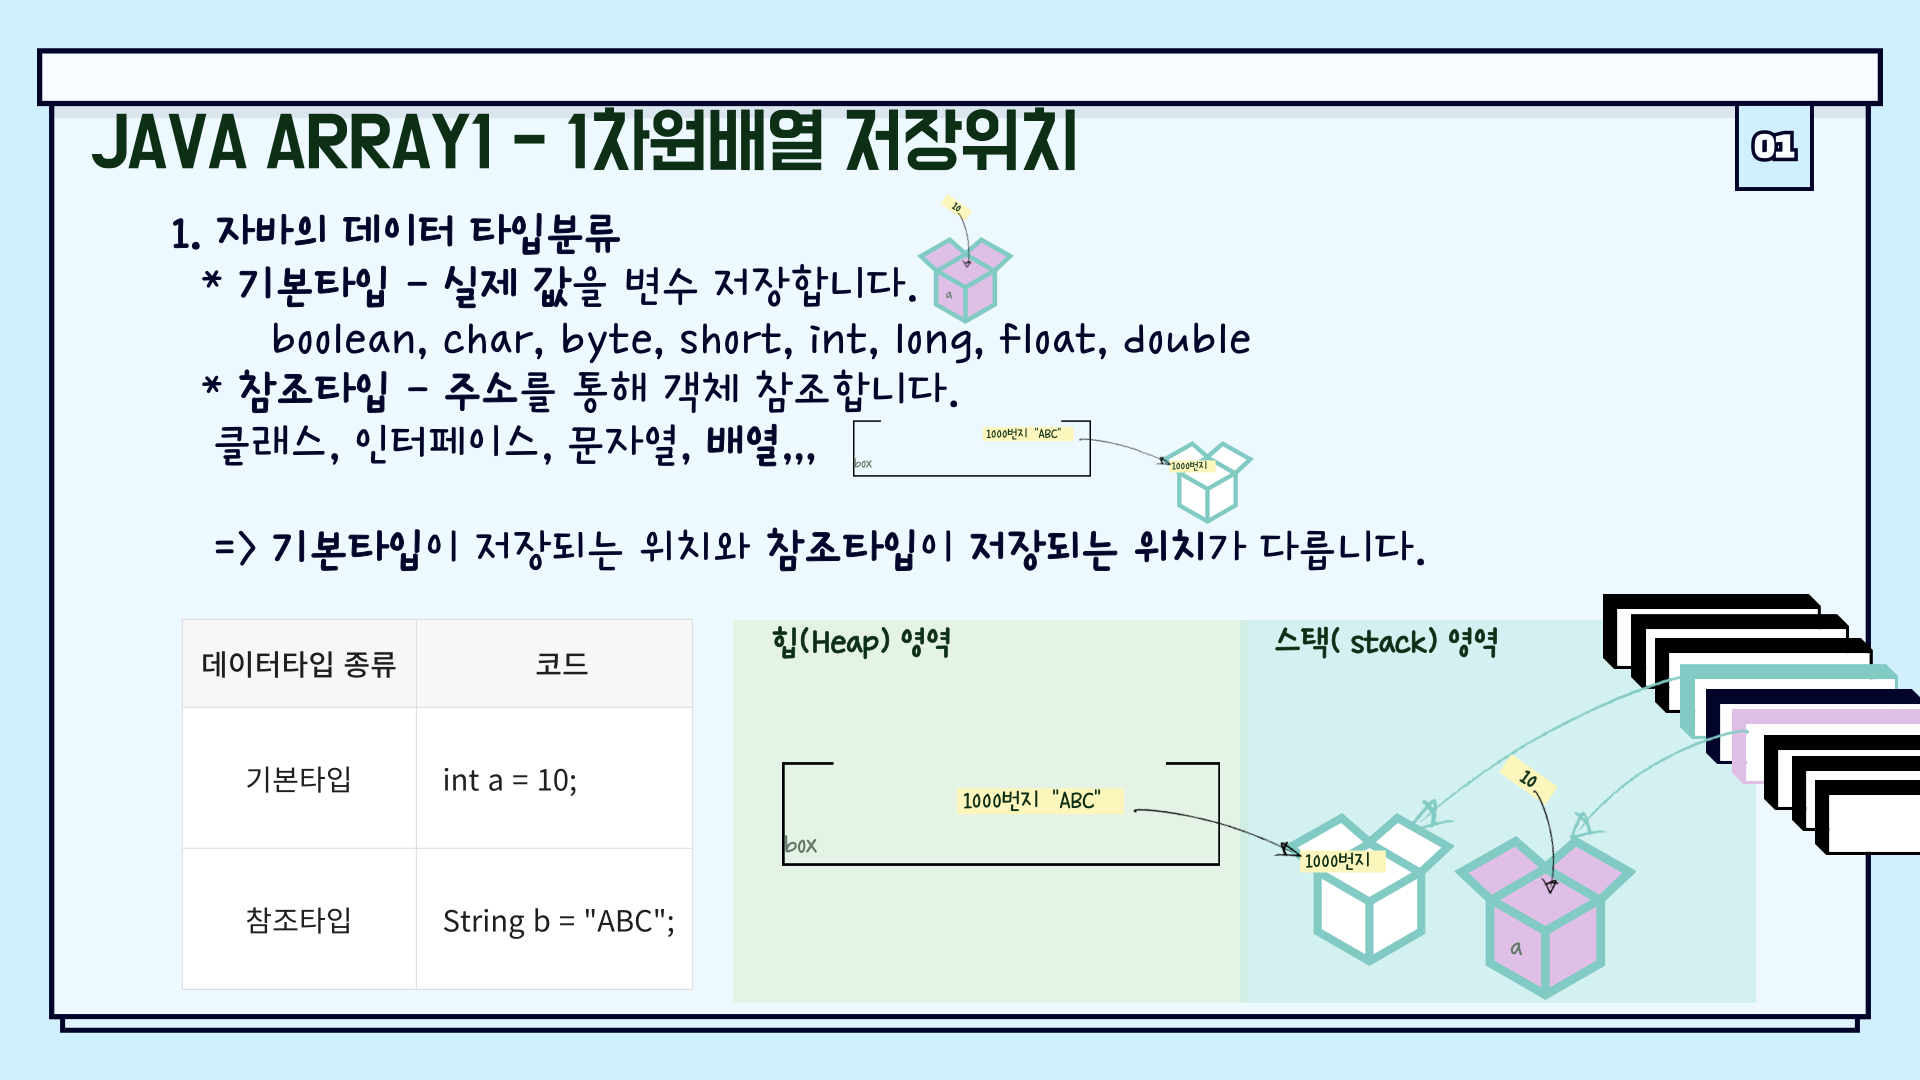 JAVA ARRAY1 - 1차원배열 저장위치
01
1. 자바의 데이터 타입분류
10
* 기본타입 - 실제 값을 변수 저장합니다.
a
boolean, char, byte, short, int, long, float, double
* 참조타입 - 주소를 통해 객체 참조합니다.
클래스, 인터페이스, 문자열, 배열,,,
1000번지 "ABC"
box
1000번지
=> 기본타입이 저장되는 위치와 참조타입이 저장되는 위치가 다릅니다.
데이터타입 종류 코드
기본타입 int a = 10;
참조타입 String b = "ABC";
힙(Heap) 영역
스택( stack) 영역
1000번지 "ABC"
box
1000번지
10
a